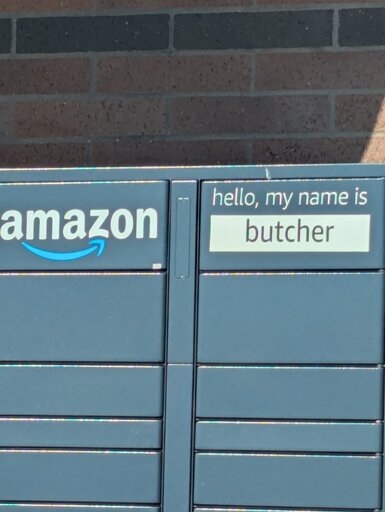 amazon
hello, my name is
butcher